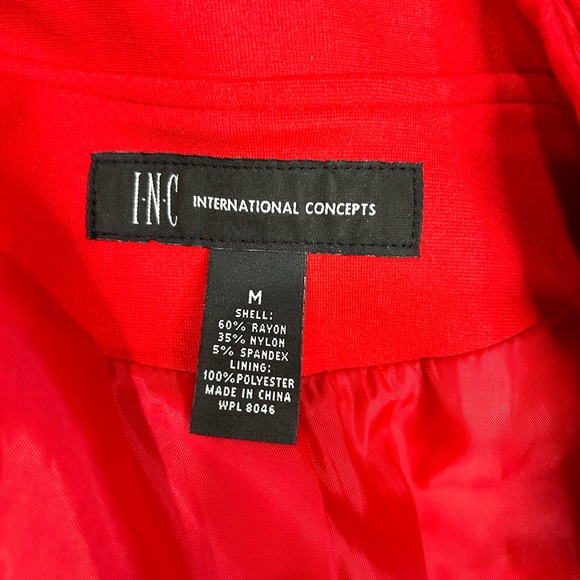 I·N·C INTERNATIONAL CONCEPTS
M
SHELL:
60% RAYON
35% NYLON
5% SPANDEX
LINING:
100% POLYESTER
MADE IN CHINA
WPL 8046